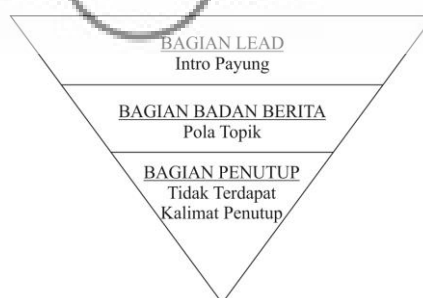 BAGIAN LEAD
Intro Payung
BAGIAN BADAN BERITA
Pola Topik
BAGIAN PENUTUP
Tidak Terdapat
Kalimat Penutup